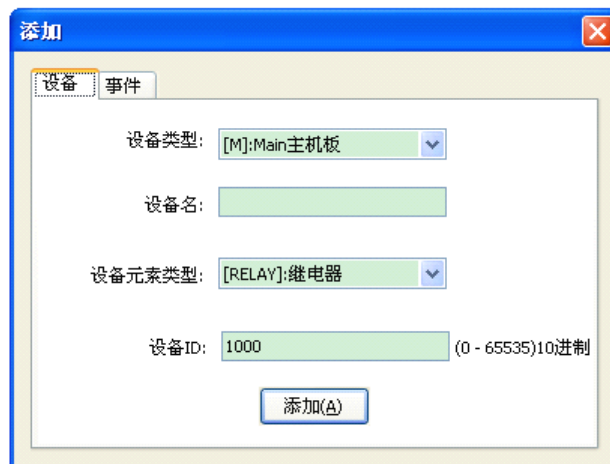 添加
设备 事件
设备类型: [M]:Main主机板
设备名:
设备元素类型: [RELAY]:继电器
设备ID: 1000 (0 - 65535)10进制
添加(A)